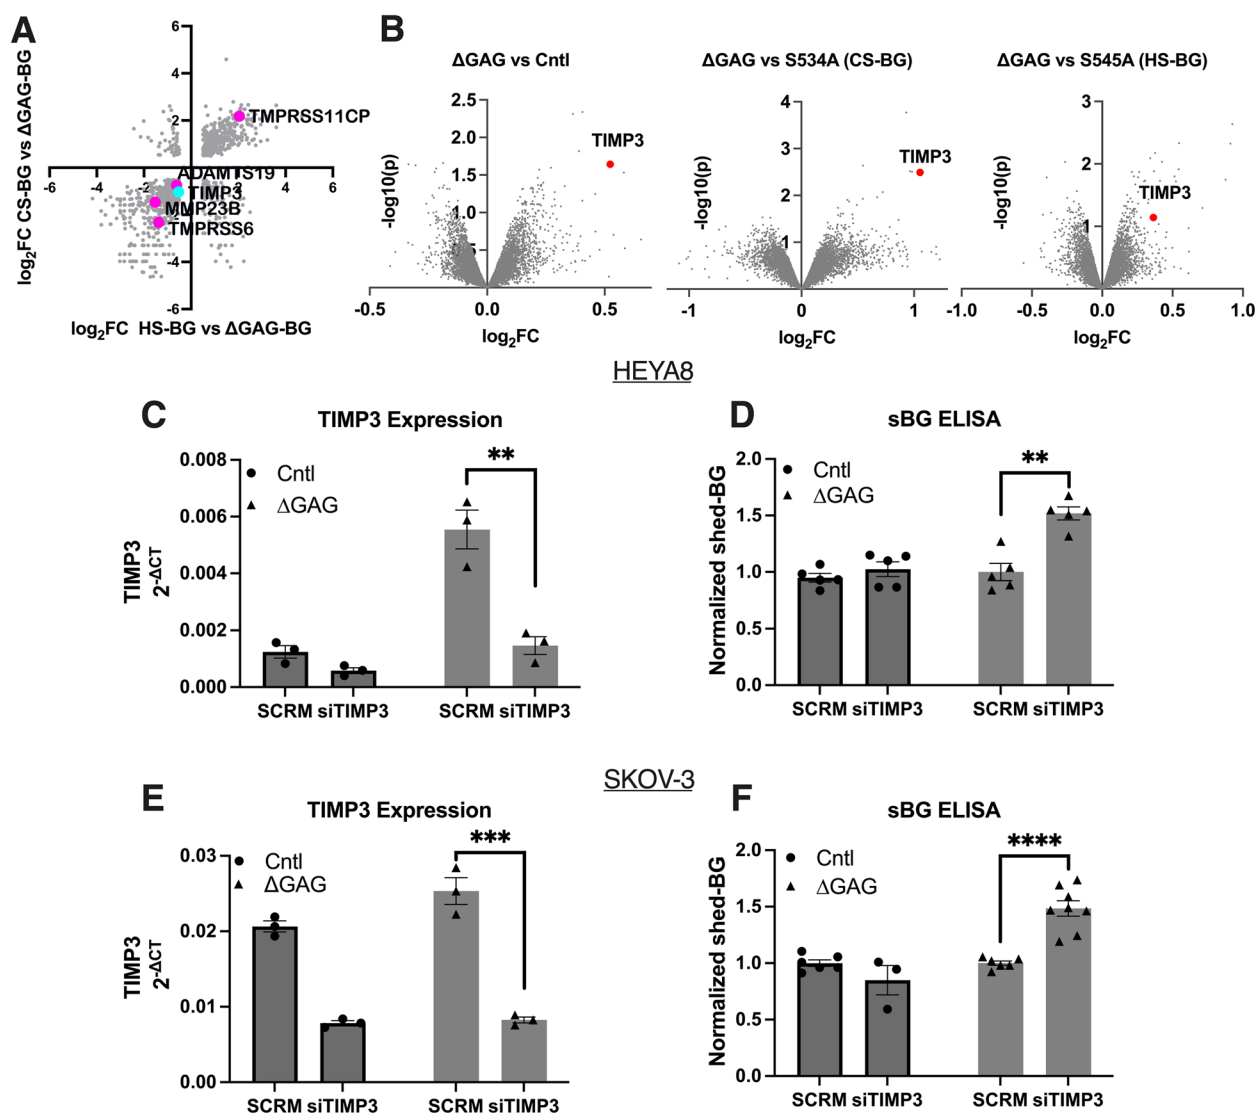 A
6
4
2
-6 -4 -2 2 4 6
-4
-6
TMPRSS11CP
ADAMTS19
TIMP3
MMP23B
TMPRSS6
log2FC CS-BG vs ΔGAG-BG
log2FC HS-BG vs ΔGAG-BG
B
ΔGAG vs Cntl
2.5
2.0
1.5
1.0
-log10(p)
TIMP3
-0.5 0.0 0.5
log2FC
ΔGAG vs S534A (CS-BG)
4
3
2
1
-log10(p)
TIMP3
-1 0 1
log2FC
ΔGAG vs S545A (HS-BG)
3
2
1
-log10(p)
TIMP3
-1.0 -0.5 0.0 0.5 1.0
log2FC
HEYA8
C
TIMP3 Expression
Cntl
ΔGAG
**
0.008
0.006
0.004
0.002
0.000
TIMP3
2-ΔCT
SCRM siTIMP3 SCRM siTIMP3
D
sBG ELISA
Cntl
ΔGAG
**
2.0
1.5
1.0
0.5
0.0
Normalized shed-BG
SCRM siTIMP3 SCRM siTIMP3
SKOV-3
E
TIMP3 Expression
Cntl
ΔGAG
***
0.03
0.02
0.01
0.00
TIMP3
2-ΔCT
SCRM siTIMP3 SCRM siTIMP3
F
sBG ELISA
Cntl
ΔGAG
****
2.0
1.5
1.0
0.5
0.0
Normalized shed-BG
SCRM siTIMP3 SCRM siTIMP3